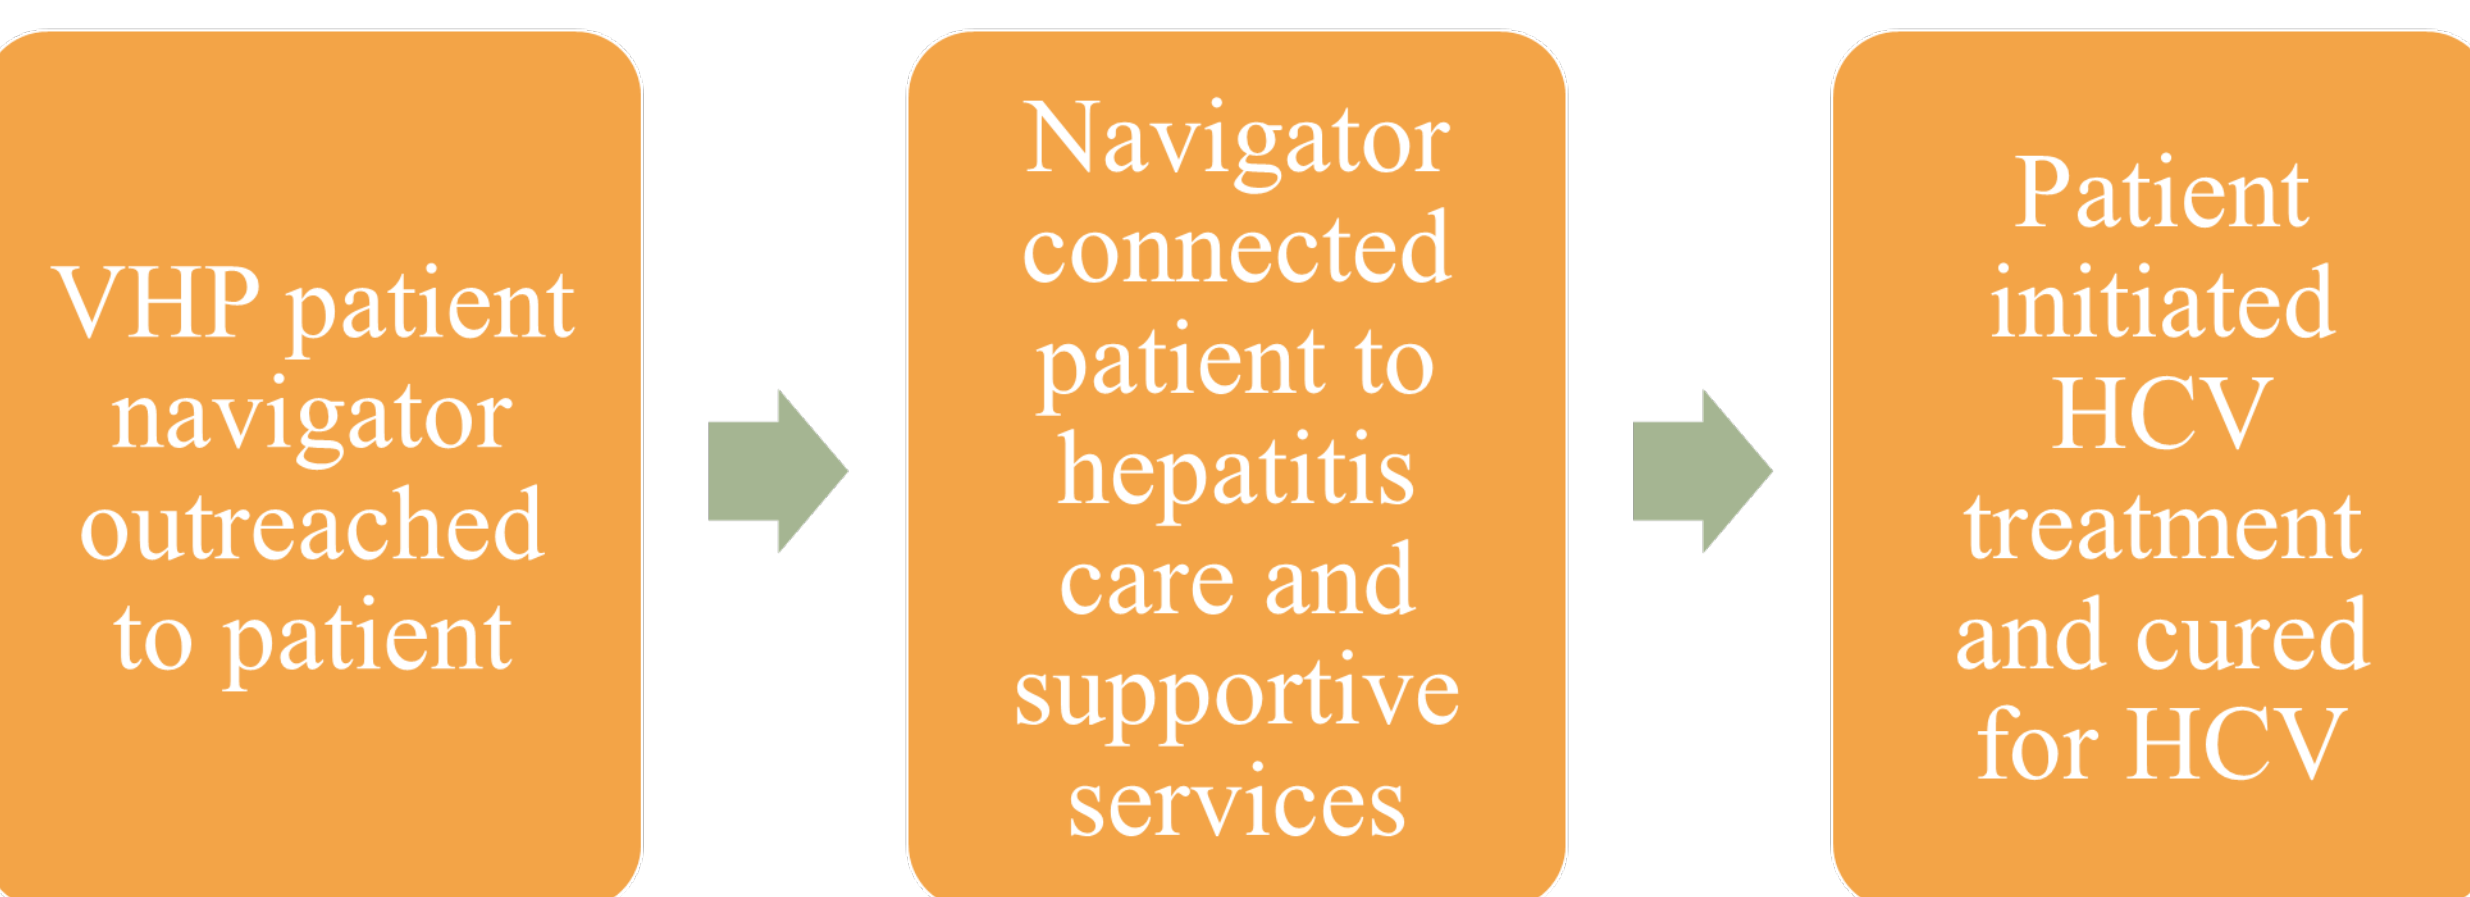 VHP patient
navigator
outreached
to patient
Navigator
connected
patient to
hepatitis
care and
supportive
services
Patient
initiated
HCV
treatment
and cured
for HCV